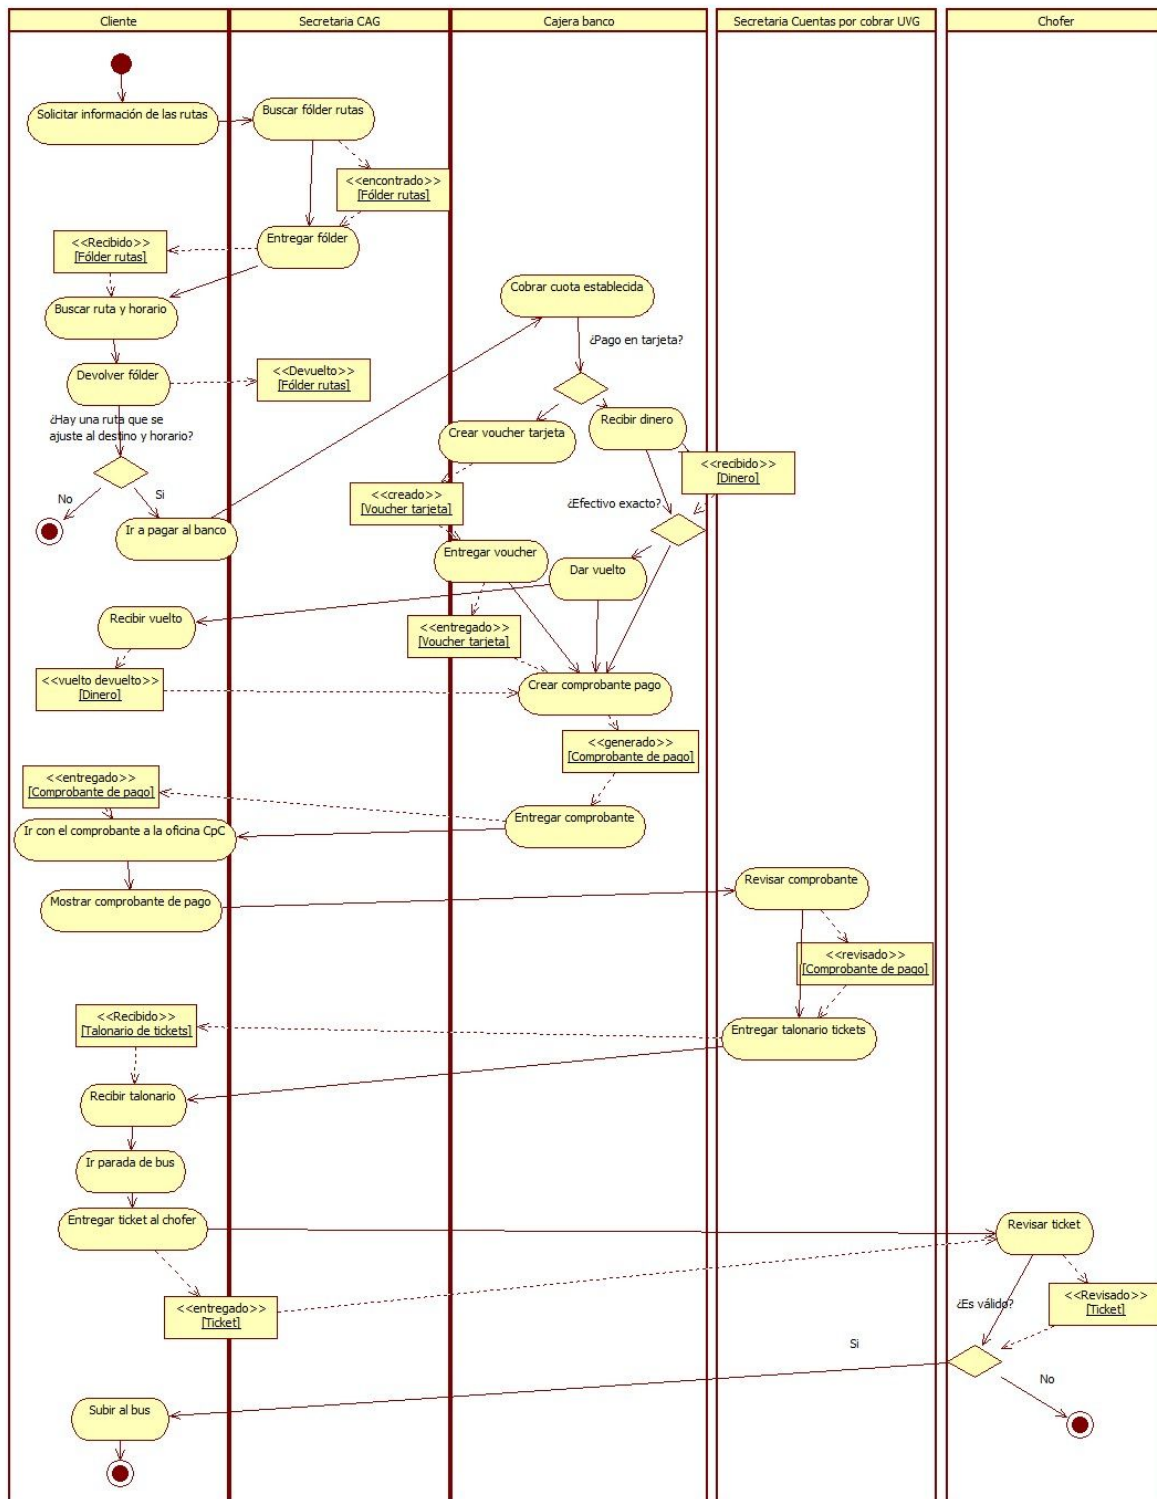 Cliente
Secretaria CAG
Cajera banco
Secretaria Cuentas por cobrar UVG
Chofer
Solicitar información de las rutas
Buscar fólder rutas
<<encontrado>>
[Fólder rutas]
Entregar fólder
<<Recibido>>
[Fólder rutas]
Buscar ruta y horario
Cobrar cuota establecida
¿Pago en tarjeta?
Devolver fólder
<<Devuelto>>
[Fólder rutas]
¿Hay una ruta que se
ajuste al destino y horario?
Crear voucher tarjeta
Recibir dinero
<<recibido>>
[Dinero]
No
Si
<<creado>>
[Voucher tarjeta]
¿Efectivo exacto?
Ir a pagar al banco
Entregar voucher
Dar vuelto
Recibir vuelto
<<entregado>>
[Voucher tarjeta]
<<vuelto devuelto>>
[Dinero]
Crear comprobante pago
<<generado>>
[Comprobante de pago]
<<entregado>>
[Comprobante de pago]
Entregar comprobante
Ir con el comprobante a la oficina CpC
Revisar comprobante
Mostrar comprobante de pago
<<revisado>>
[Comprobante de pago]
<<Recibido>>
[Talonario de tickets]
Entregar talonario tickets
Recibir talonario
Ir parada de bus
Entregar ticket al chofer
Revisar ticket
<<entregado>>
[Ticket]
¿Es válido?
<<Revisado>>
[Ticket]
Si
No
Subir al bus